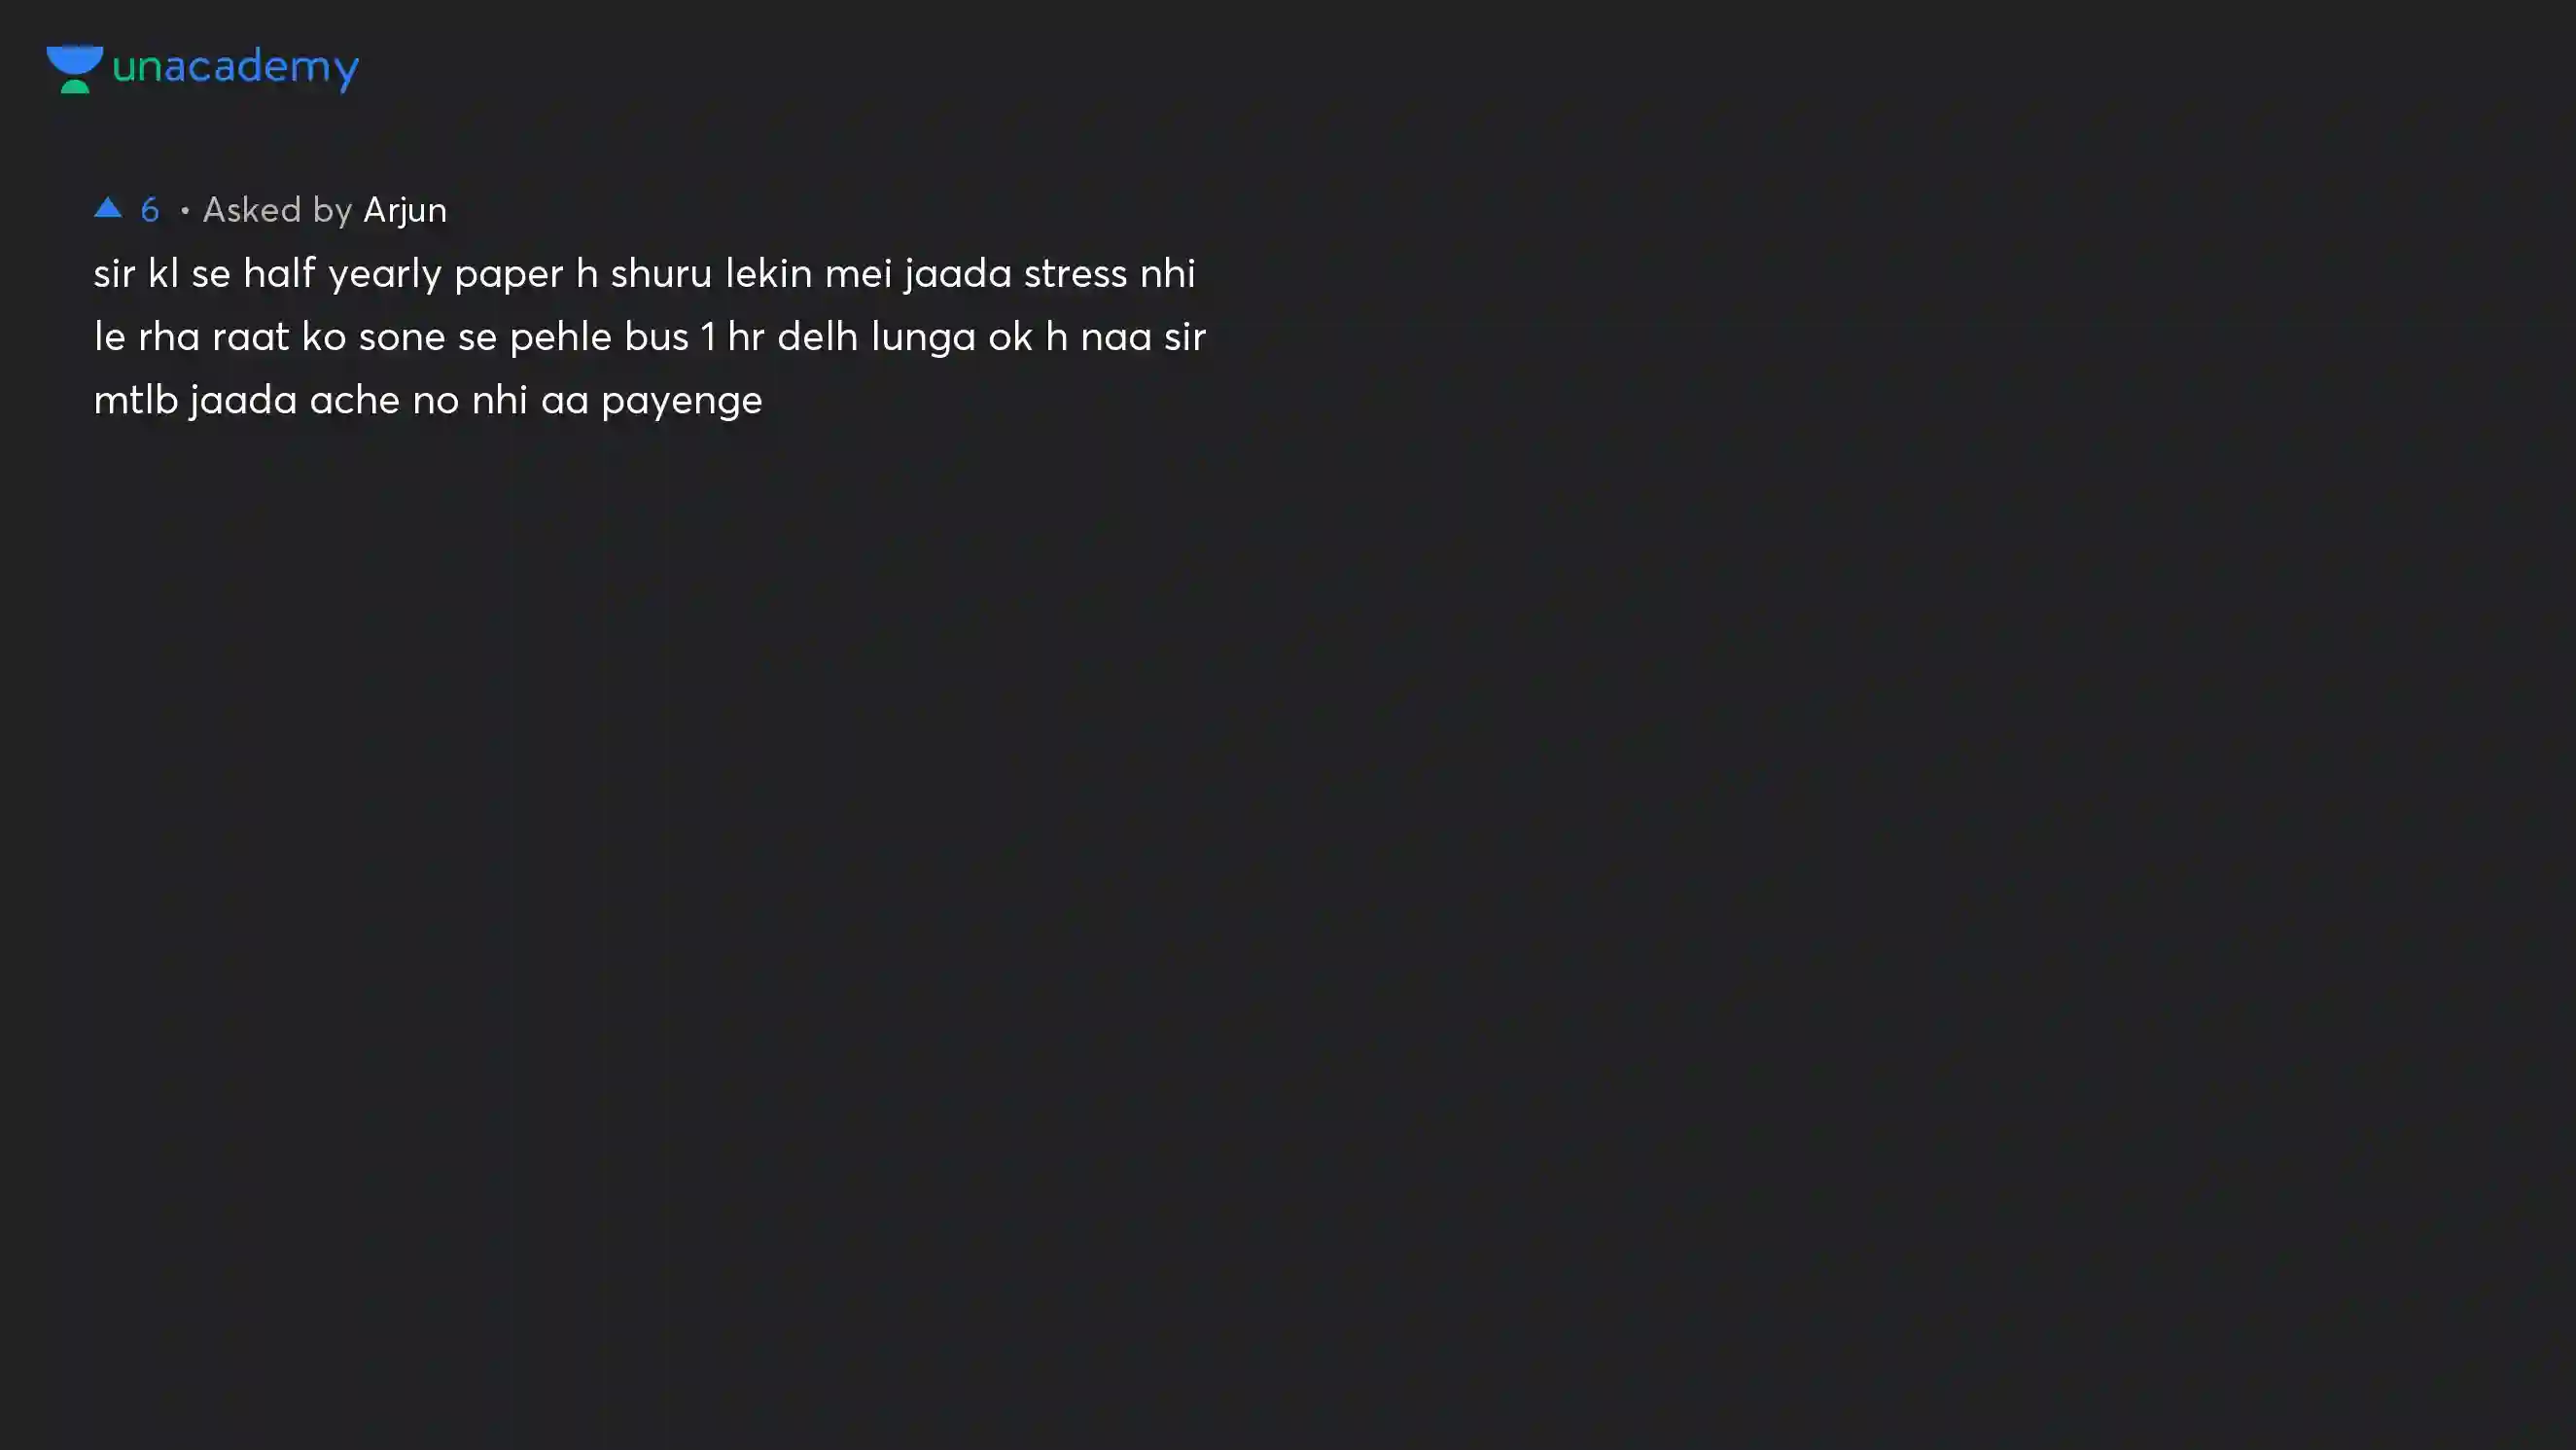 unacademy
▲ 6 • Asked by Arjun
sir kl se half yearly paper h shuru lekin mei jaada stress nhi
le rha raat ko sone se pehle bus 1 hr delh lunga ok h naa sir
mtlb jaada ache no nhi aa payenge